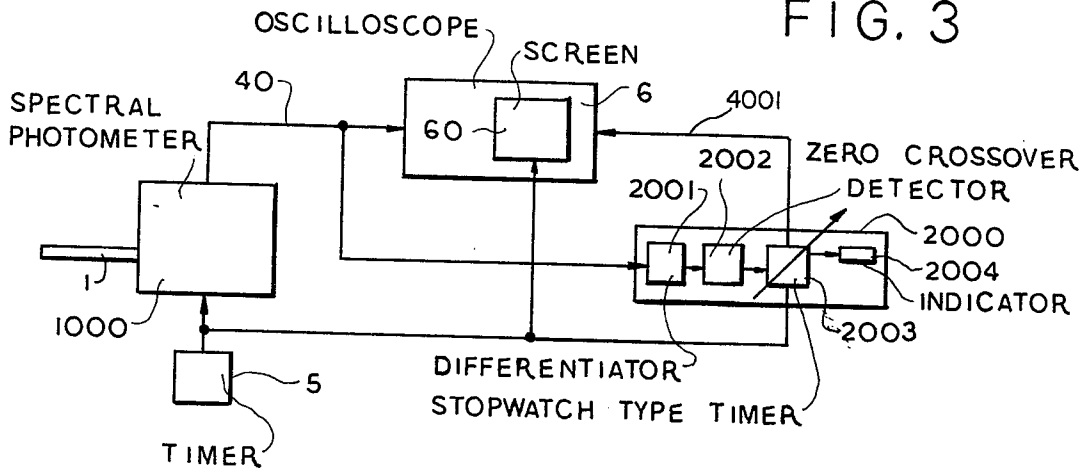 FIG. 3
OSCILLOSCOPE
SCREEN
40
6
4001
SPECTRAL
PHOTOMETER
60
2002
ZERO CROSSOVER
DETECTOR
2001
2000
2004
INDICATOR
1
1000
2003
DIFFERENTIATOR
5
STOPWATCH TYPE TIMER
TIMER